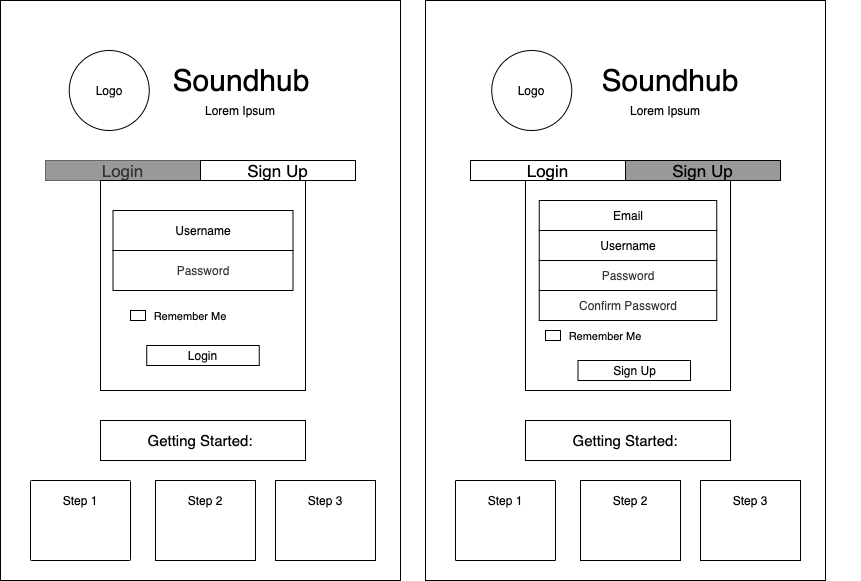 Logo
Soundhub
Lorem Ipsum
Login Sign Up
Username
Password
Remember Me
Login
Getting Started:
Step 1 Step 2 Step 3
Logo
Soundhub
Lorem Ipsum
Login Sign Up
Email
Username
Password
Confirm Password
Remember Me
Sign Up
Getting Started:
Step 1 Step 2 Step 3